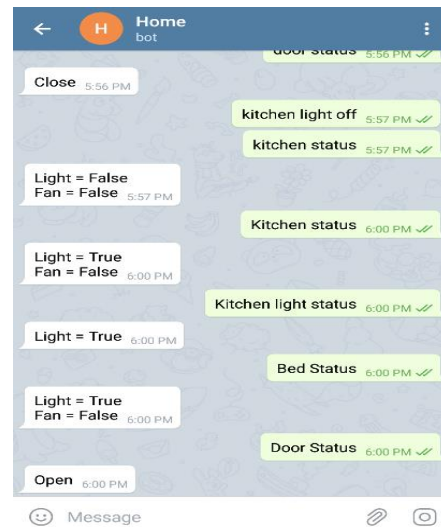 H
Home
bot
door status 5:56 PM
Close 5:56 PM
kitchen light off 5:57 PM
kitchen status 5:57 PM
Light = False
Fan = False 5:57 PM
Kitchen status 6:00 PM
Light = True
Fan = False 6:00 PM
Kitchen light status 6:00 PM
Light = True 6:00 PM
Bed Status 6:00 PM
Light = True
Fan = False 6:00 PM
Door Status 6:00 PM
Open 6:00 PM
Message